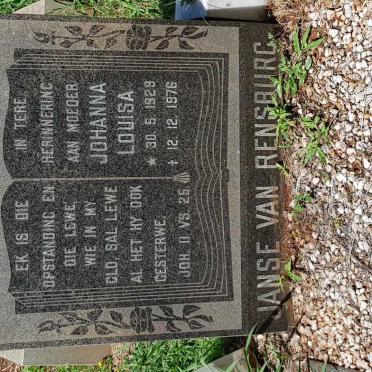 JANSE VAN RENSBURG
EK IS DIE
OPSTANDING EN
DIE LEWE,
WIE IN MY
GLO SAL LEWE
AL HET HY OOK
GESTERWE.
JOH. 11 VS. 25.
IN TERE
HERINNERING
AAN MOEDER
JOHANNA
LOUISA
★ 30. 5. 1929
† 12. 12. 1976